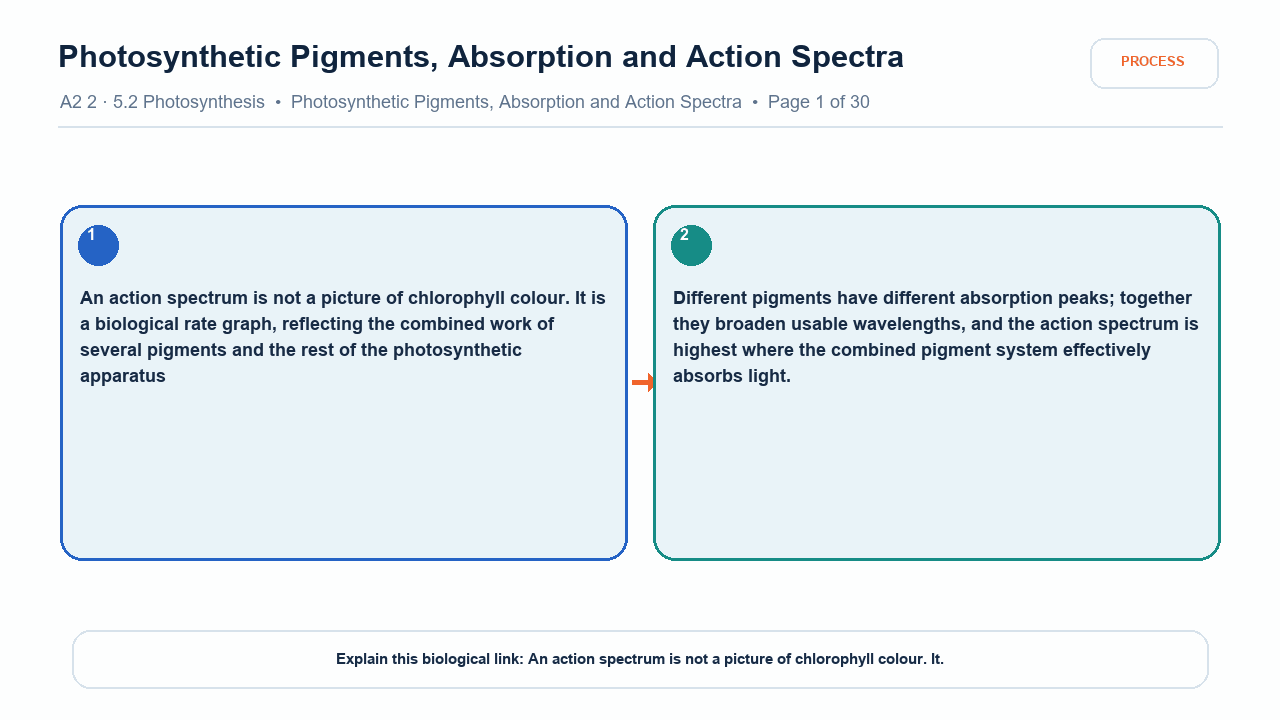 Photosynthetic Pigments, Absorption and Action Spectra
PROCESS
A2 2 · 5.2 Photosynthesis • Photosynthetic Pigments, Absorption and Action Spectra • Page 1 of 30
1
An action spectrum is not a picture of chlorophyll colour. It is
a biological rate graph, reflecting the combined work of
several pigments and the rest of the photosynthetic
apparatus
2
Different pigments have different absorption peaks; together
they broaden usable wavelengths, and the action spectrum is
highest where the combined pigment system effectively
absorbs light.
Explain this biological link: An action spectrum is not a picture of chlorophyll colour. It.